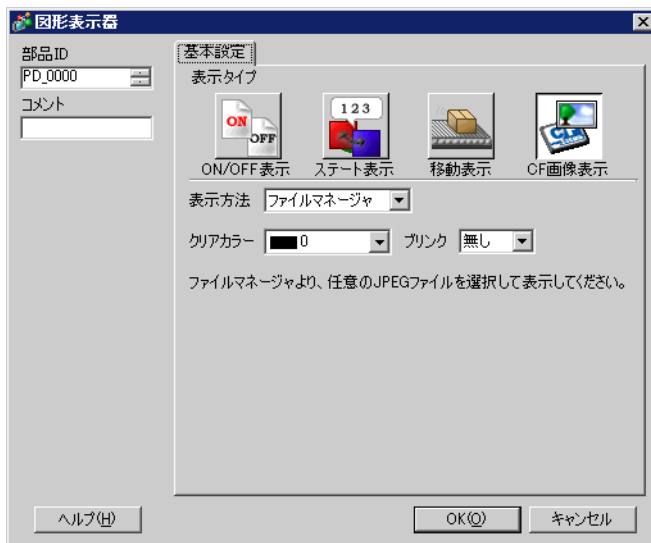 図形表示器
部品ID
PD_0000
コメント
基本設定
表示タイプ
ON
OFF
123
ON/OFF表示 ステート表示 移動表示 CF画像表示
表示方法 ファイルマネージャ
クリアカラー 0 ブリンク 無し
ファイルマネージャより、任意のJPEGファイルを選択して表示してください。
ヘルプ(H) OK(O) キャンセル